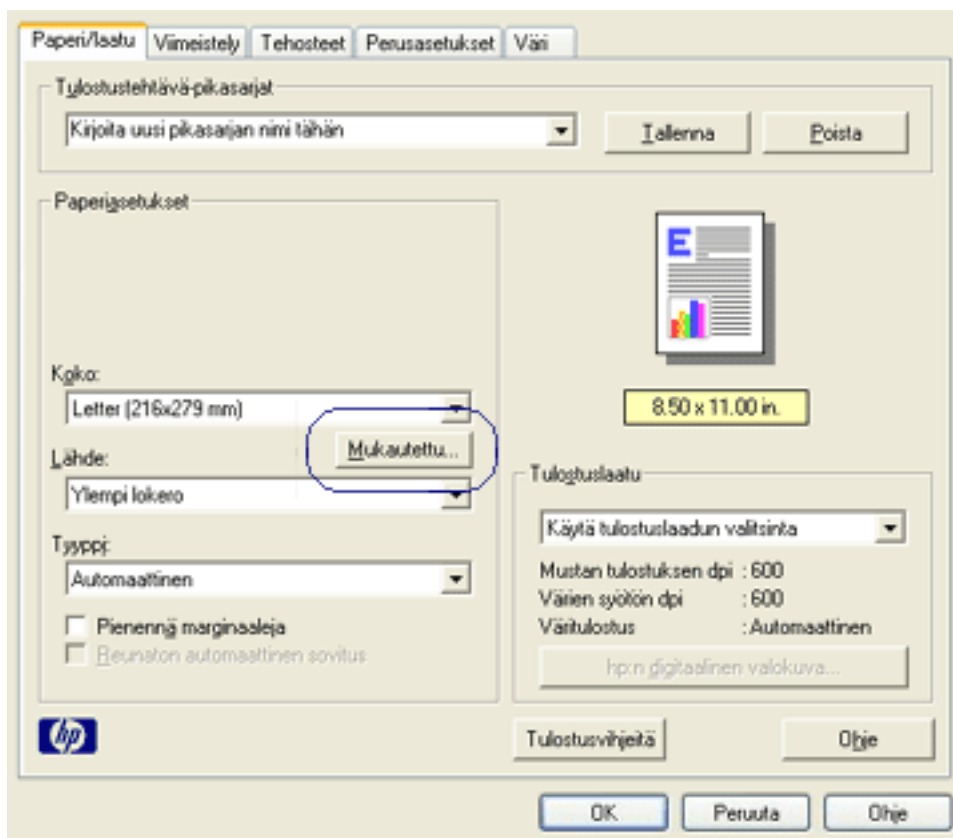 Paperi/laatu Viimeistely Tehosteet Perusasetukset Väri
Tylostustehtävä-pikasarjat
Kirjoita uusi pikasarjan nimi tähän
Tallenna
Poista
Paperiasetukset
E
Koko:
Letter (216x279 mm)
8.50 x 11.00 in.
Mukautettu...
Lähde:
Ylempi lokero
Tulostuslaatu
Käytä tulostuslaadun valitsinta
Tyyppi:
Automaattinen
Mustan tulostuksen dpi : 600
Värien syötön dpi : 600
Väritulostus : Automaattinen
Pienennä marginaaleja
Reunaton automaattinen sovitus
hp:n digitaalinen valokuva...
hp
Tulostusvihjeitä
Ohje
OK
Peruuta
Ohje